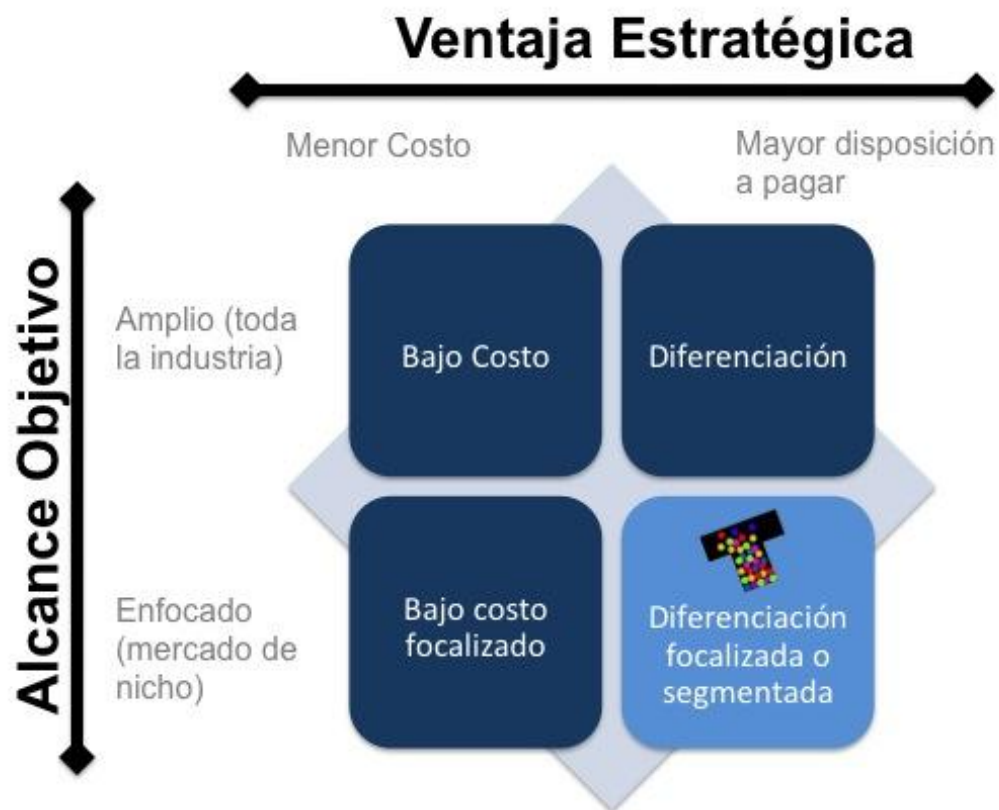 Ventaja Estratégica
Menor Costo
Mayor disposición
a pagar
Alcance Objetivo
Amplio (toda
la industria)
Bajo Costo
Diferenciación
Enfocado
(mercado de
nicho)
Bajo costo
focalizado
Diferenciación
focalizada o
segmentada